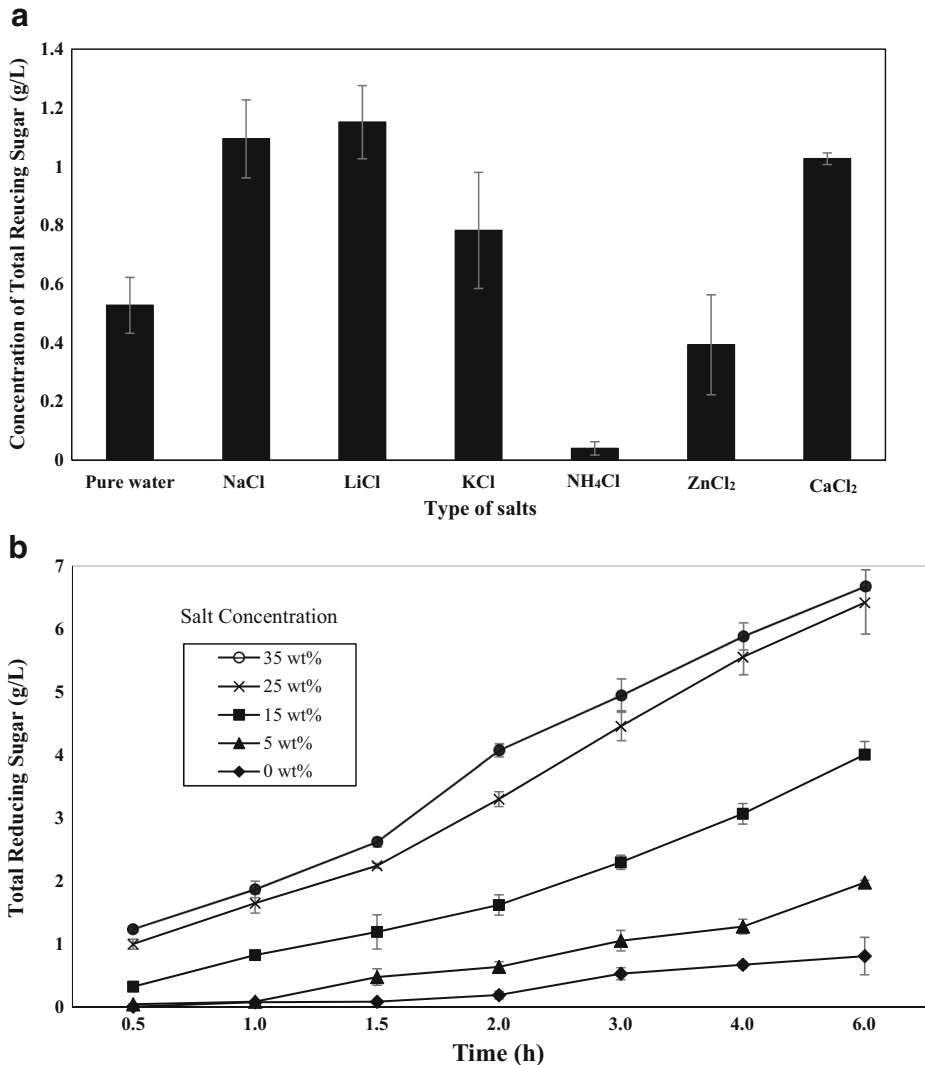 a
Concentration of Total Reucing Sugar (g/L)
1.4
1.2
1
0.8
0.6
0.4
0.2
0
Pure water NaCl LiCl KCl NH₄Cl ZnCl₂ CaCl₂
Type of salts
b
Total Reducing Sugar (g/L)
7
6
5
4
3
2
1
0
Salt Concentration
35 wt%
25 wt%
15 wt%
5 wt%
0 wt%
0.5 1.0 1.5 2.0 3.0 4.0 6.0
Time (h)